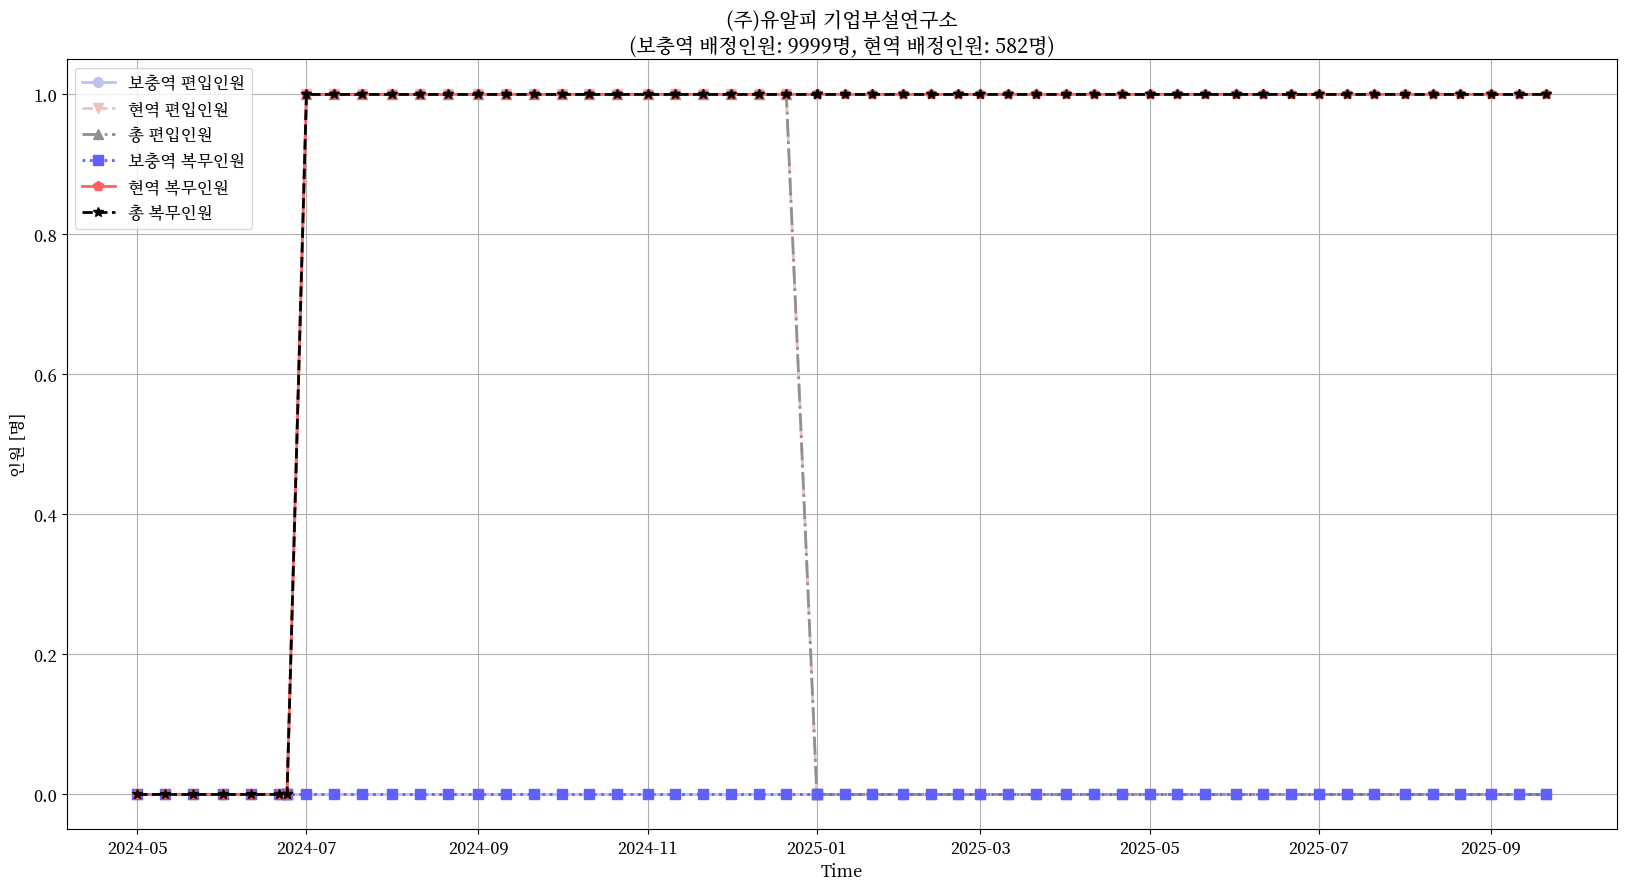 (주)유알피 기업부설연구소
(보충역 배정인원: 9999명, 현역 배정인원: 582명)
보충역 편입인원
현역 편입인원
총 편입인원
보충역 복무인원
현역 복무인원
총 복무인원
1.0
0.8
0.6
0.4
0.2
0.0
인원 [명]
2024-05 2024-07 2024-09 2024-11 2025-01 2025-03 2025-05 2025-07 2025-09
Time